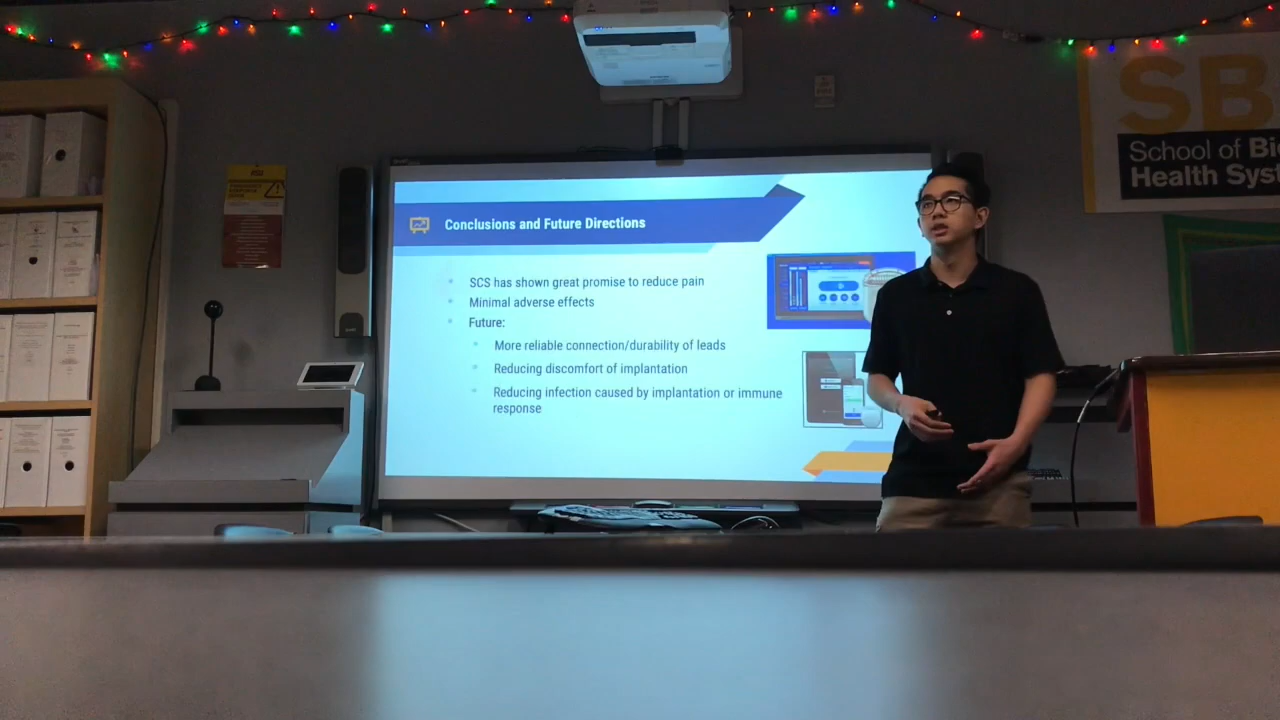 SB
School of Bio
Health Syst
Conclusions and Future Directions
SCS has shown great promise to reduce pain
Minimal adverse effects
Future:
More reliable connection/durability of leads
Reducing discomfort of implantation
Reducing infection caused by implantation or immune
response